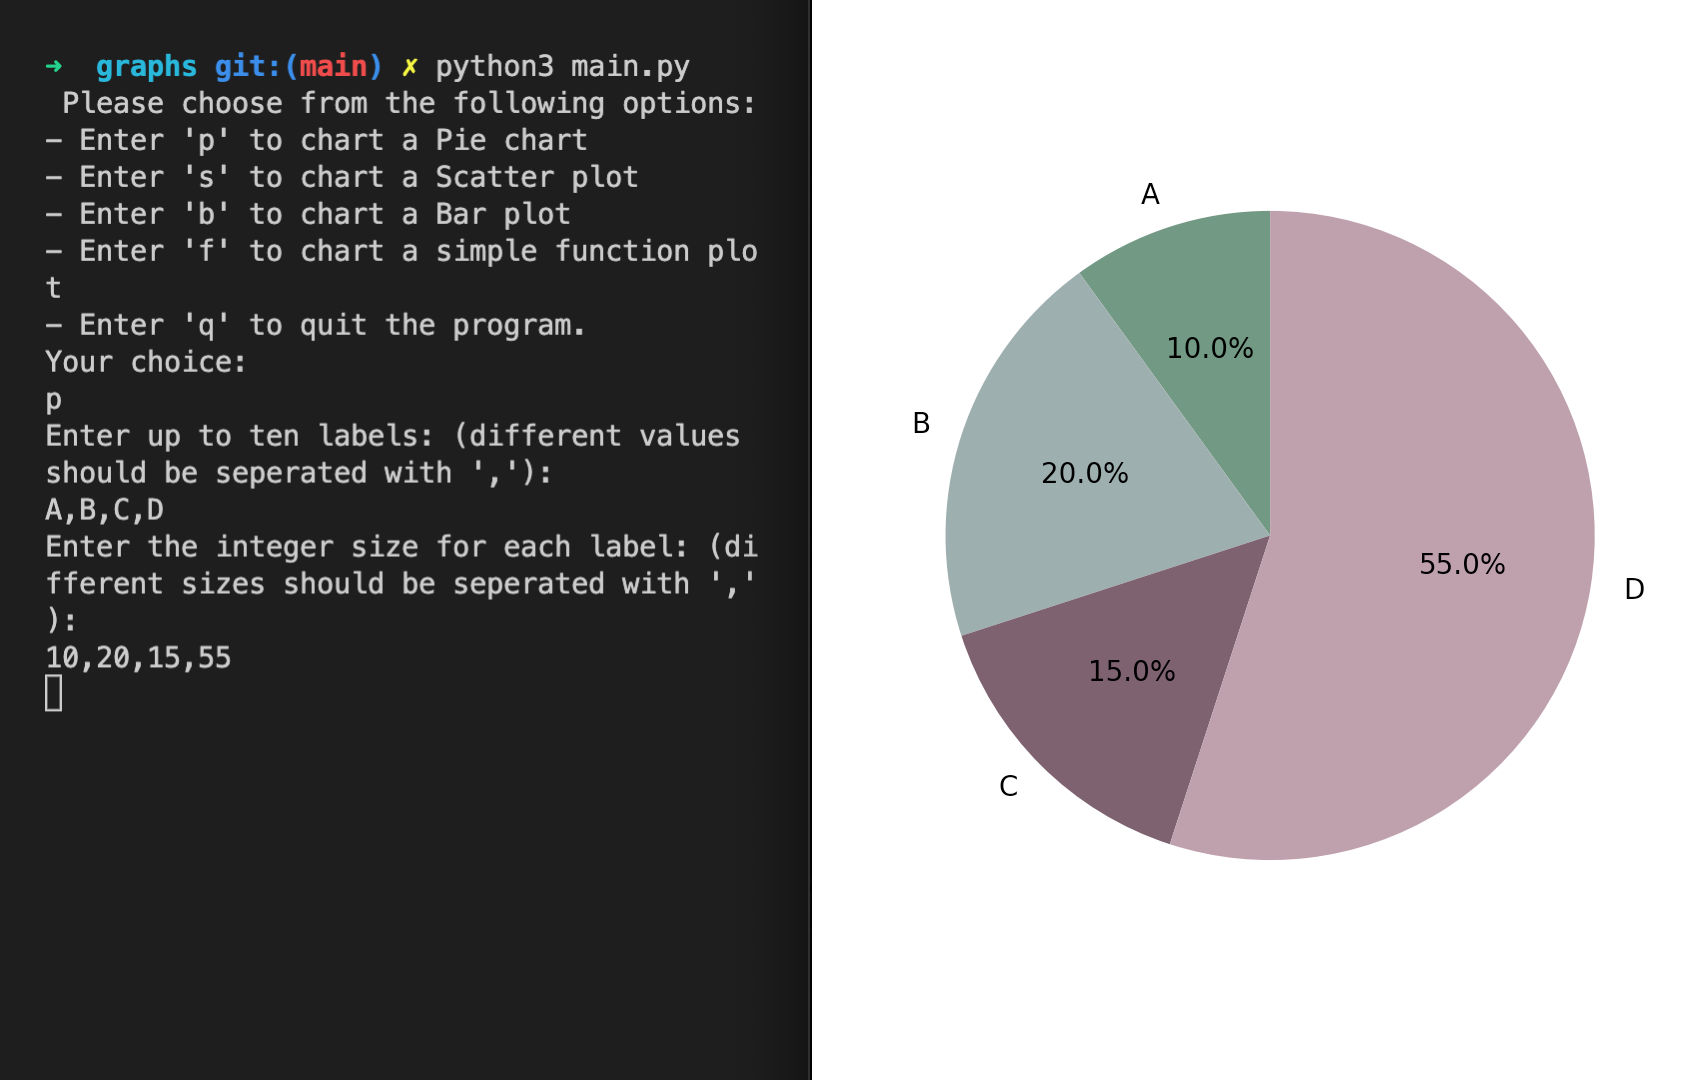 ➜  graphs git:(main) ✗ python3 main.py
 Please choose from the following options:
– Enter 'p' to chart a Pie chart
– Enter 's' to chart a Scatter plot
– Enter 'b' to chart a Bar plot
– Enter 'f' to chart a simple function plo
t
– Enter 'q' to quit the program.
Your choice:
p
Enter up to ten labels: (different values
should be seperated with ','):
A,B,C,D
Enter the integer size for each label: (di
fferent sizes should be seperated with ','
):
10,20,15,55
A
10.0%
B
20.0%
55.0%
D
15.0%
C